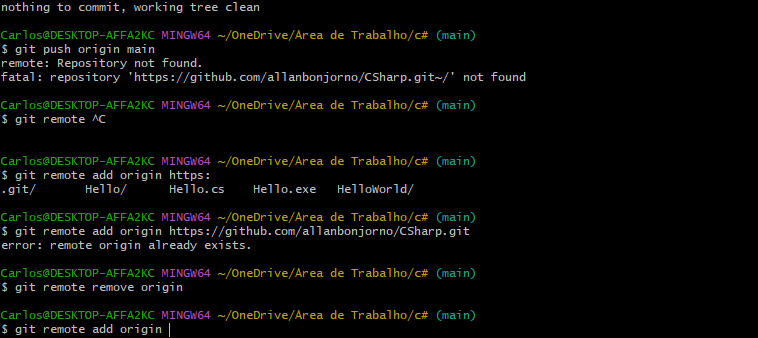 nothing to commit, working tree clean
Carlos@DESKTOP-AFFA2KC MINGW64 ~/OneDrive/Área de Trabalho/c# (main)
$ git push origin main
remote: Repository not found.
fatal: repository 'https://github.com/allanbonjorno/CSharp.git~/' not found
Carlos@DESKTOP-AFFA2KC MINGW64 ~/OneDrive/Área de Trabalho/c# (main)
$ git remote ^C
Carlos@DESKTOP-AFFA2KC MINGW64 ~/OneDrive/Área de Trabalho/c# (main)
$ git remote add origin https:
.git/ Hello/ Hello.cs Hello.exe HelloWorld/
Carlos@DESKTOP-AFFA2KC MINGW64 ~/OneDrive/Área de Trabalho/c# (main)
$ git remote add origin https://github.com/allanbonjorno/CSharp.git
error: remote origin already exists.
Carlos@DESKTOP-AFFA2KC MINGW64 ~/OneDrive/Área de Trabalho/c# (main)
$ git remote remove origin
Carlos@DESKTOP-AFFA2KC MINGW64 ~/OneDrive/Área de Trabalho/c# (main)
$ git remote add origin